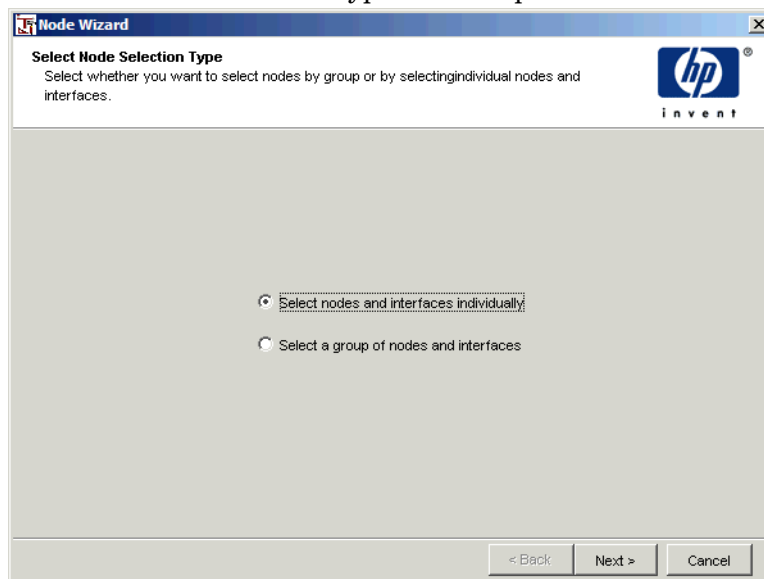 Node Wizard
Select Node Selection Type
Select whether you want to select nodes by group or by selectingindividual nodes and
interfaces.
hp
®
invent
Select nodes and interfaces individually
Select a group of nodes and interfaces
< Back
Next >
Cancel